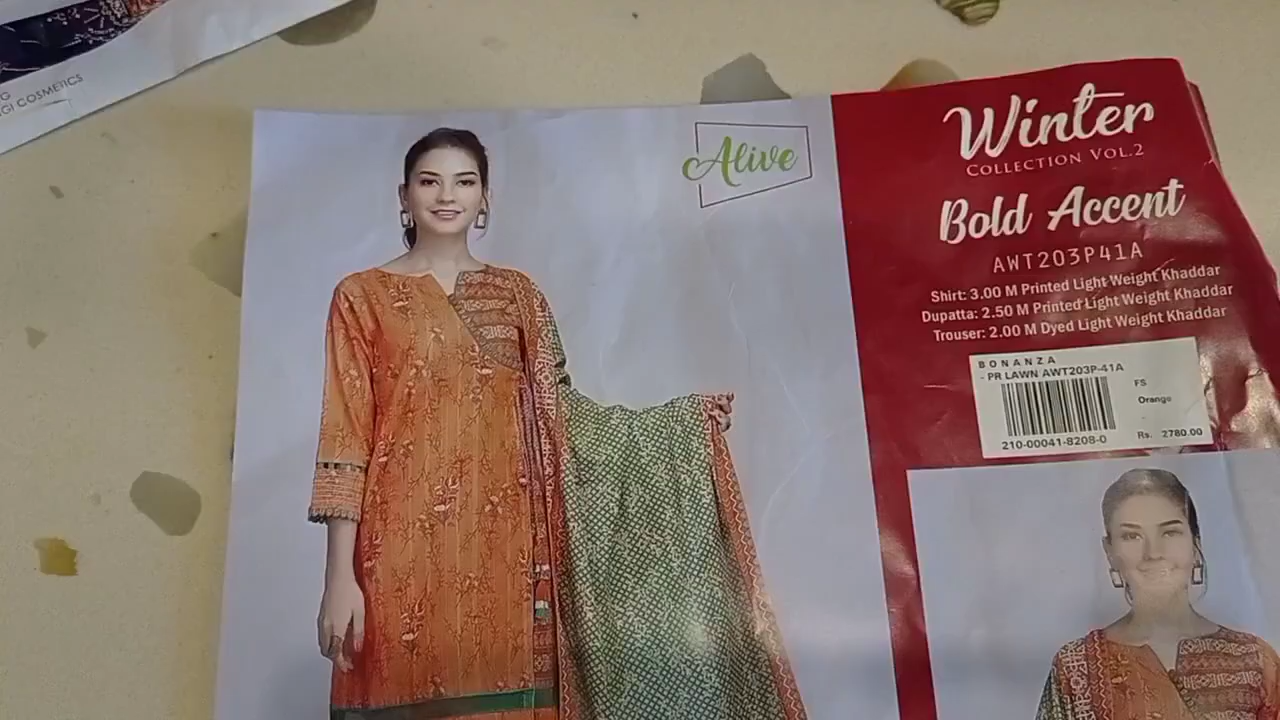 G
GI COSMETICS
Alive
Winter
COLLECTION VOL.2
Bold Accent
AWT203P41A
Shirt: 3.00 M Printed Light Weight Khaddar
Dupatta: 2.50 M Printed Light Weight Khaddar
Trouser: 2.00 M Dyed Light Weight Khaddar
BONANZA
- PR LAWN AWT203P-41A
FS
Orange
-
210-00041-8208-0
Rs. 2780.00